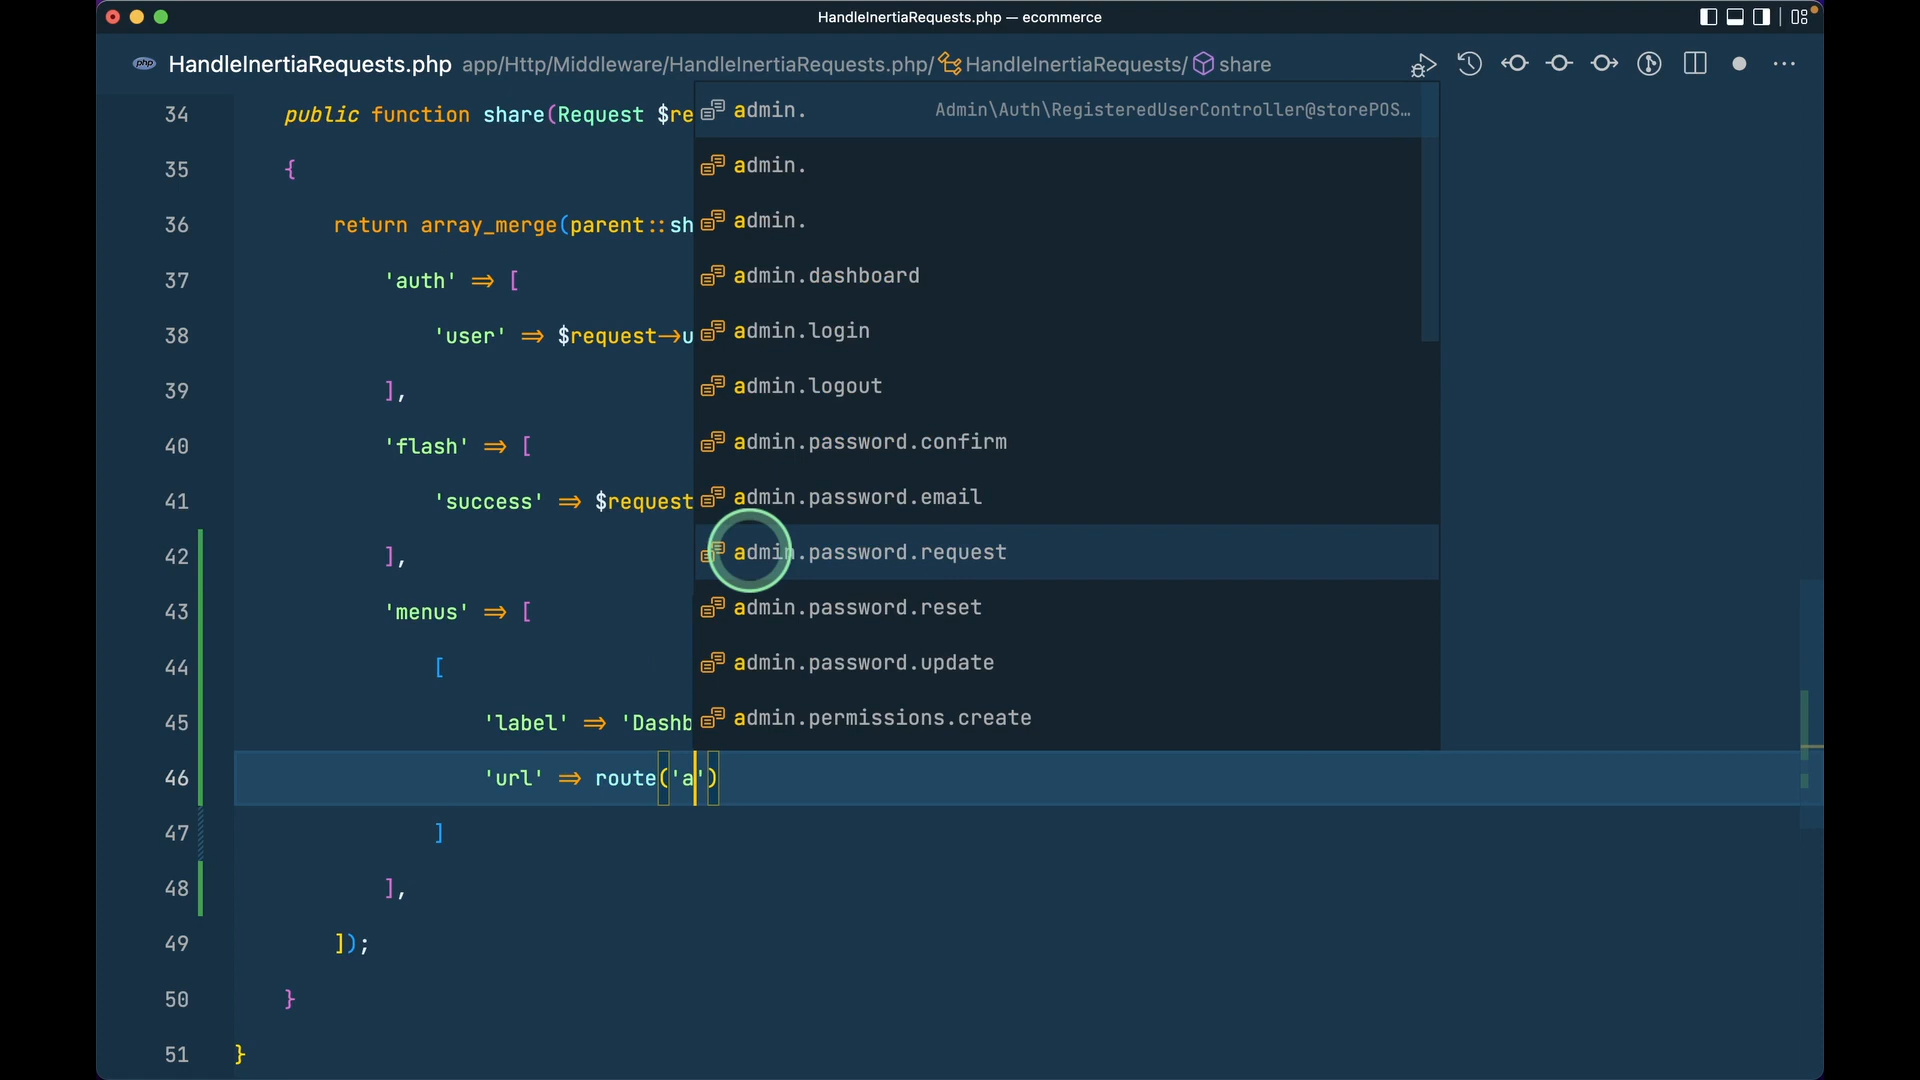 HandleInertiaRequests.php — ecommerce
php HandleInertiaRequests.php app/Http/Middleware/HandleInertiaRequests.php/ HandleInertiaRequests/ share
34 public function share(Request $re
35 {
36 return array_merge(parent::sh
37 'auth' => [
38 'user' => $request->u
39 ],
40 'flash' => [
41 'success' => $request
42 ],
43 'menus' => [
44 [
45 'label' => 'Dashb
46 'url' => route('a')
47 ]
48 ],
49 ]);
50 }
51 }
admin. Admin\Auth\RegisteredUserController@storePOS…
admin.
admin.
admin.dashboard
admin.login
admin.logout
admin.password.confirm
admin.password.email
admin.password.request
admin.password.reset
admin.password.update
admin.permissions.create